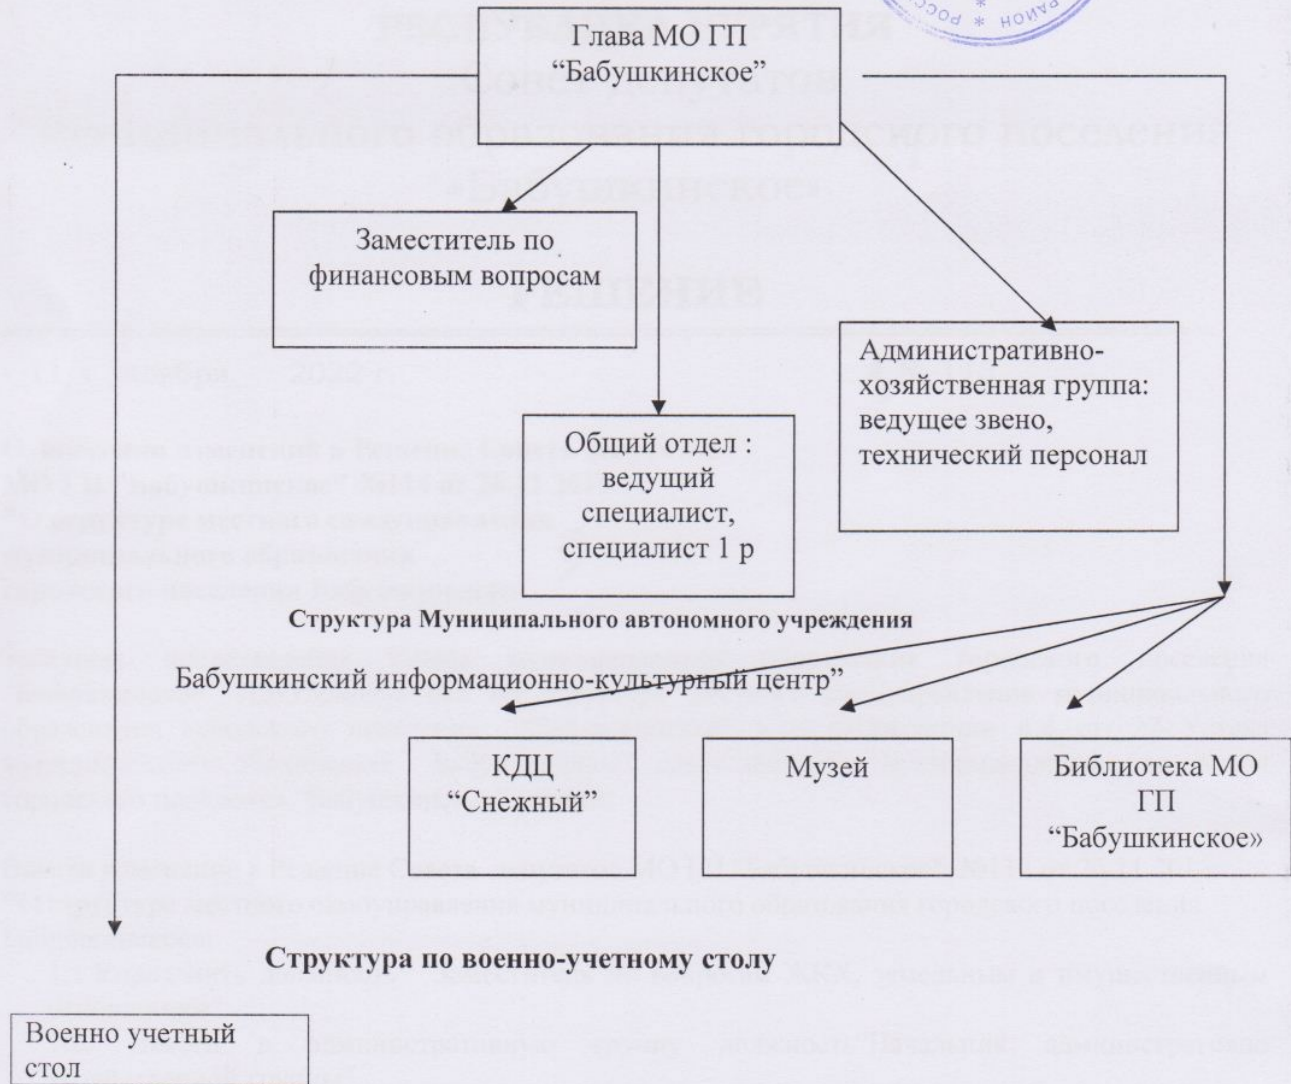 РАЙОН * РОССИ
Глава МО ГП
“Бабушкинское”
Заместитель по
финансовым вопросам
Административно-
хозяйственная группа:
ведущее звено,
технический персонал
Общий отдел :
ведущий
специалист,
специалист 1 р
Структура Муниципального автономного учреждения
Бабушкинский информационно-культурный центр”
КДЦ
“Снежный”
Музей
Библиотека МО
ГП
“Бабушкинское»
Структура по военно-учетному столу
Военно учетный
стол